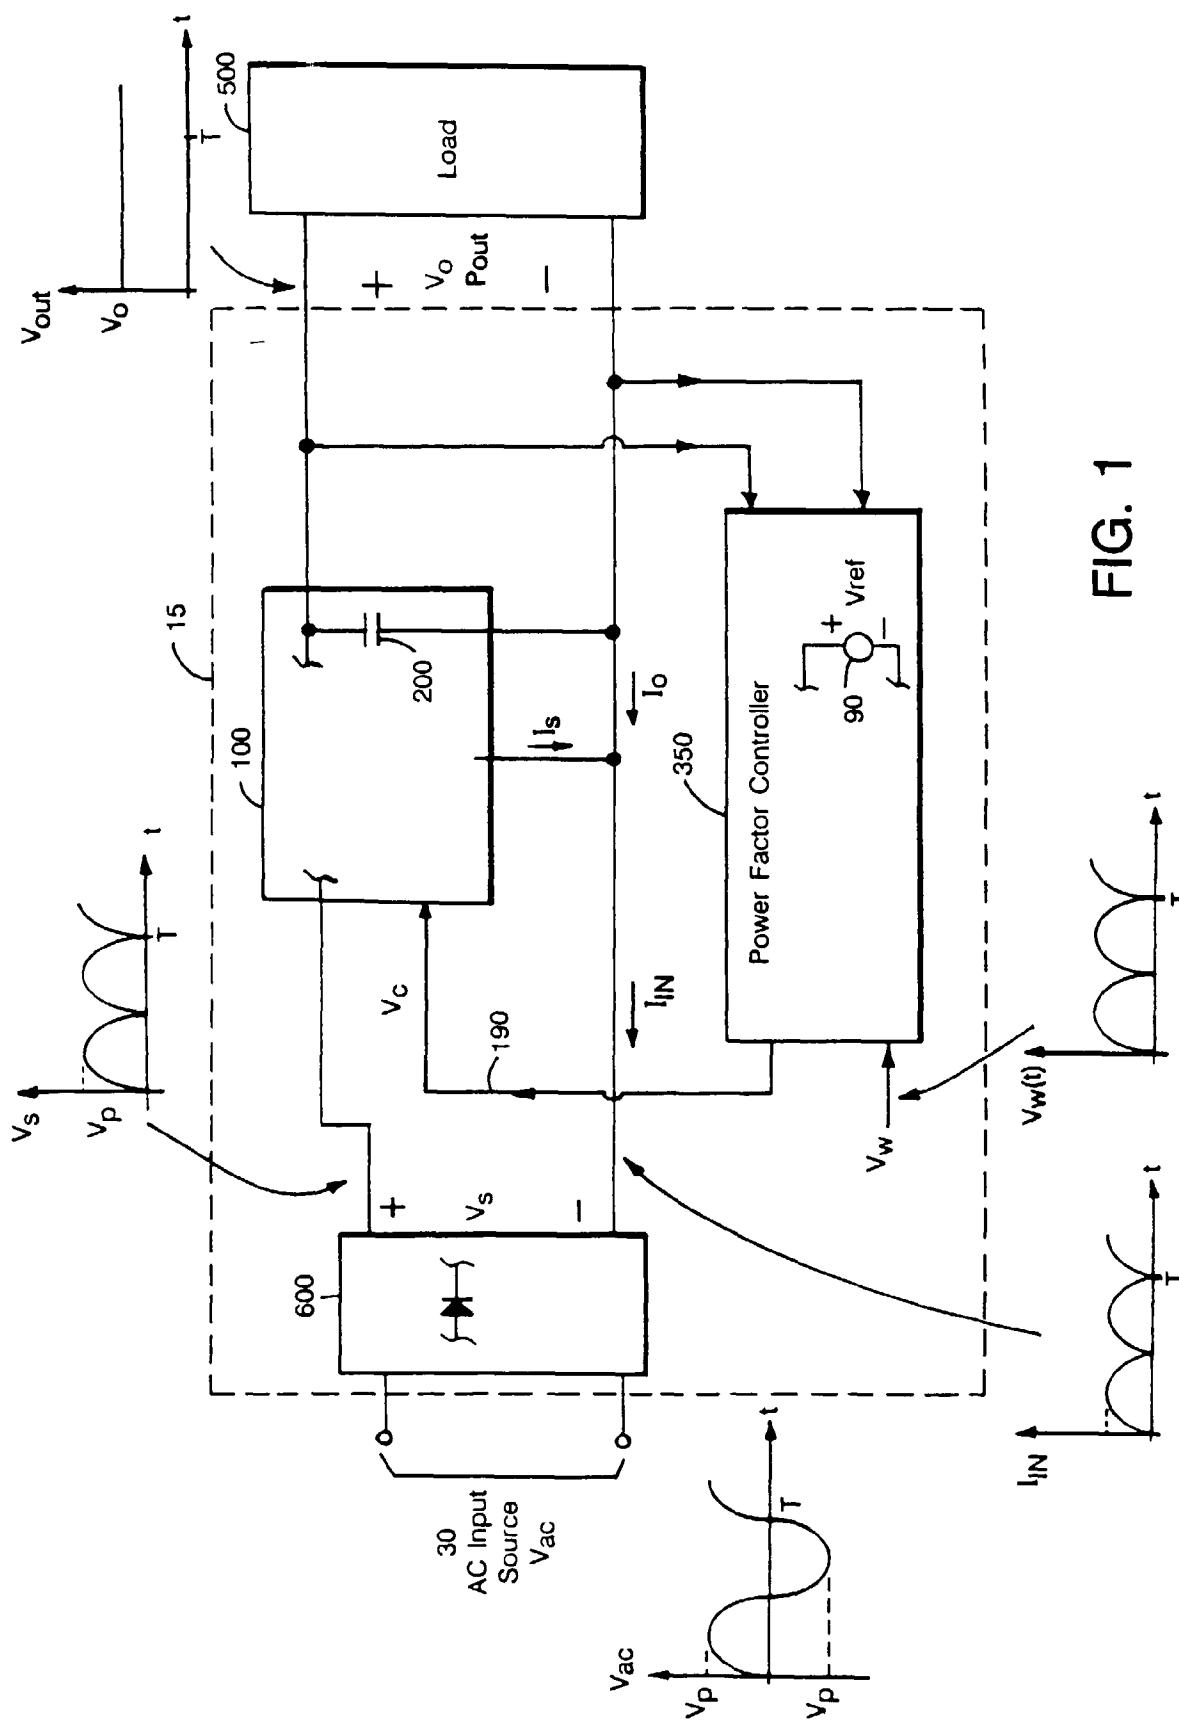 Vout
Vo
t
T
500
Load
+
Vo
Pout
−
15
Vs
Vp
t
T
100
200
Is
Io
Vc
190
IIN
600
+
Vs
−
30
AC Input
Source
Vac
350
Power Factor Controller
+
Vref
−
90
Vw
Vac
Vp
Vp
t
T
IIN
t
T
Vw(t)
t
T
FIG. 1